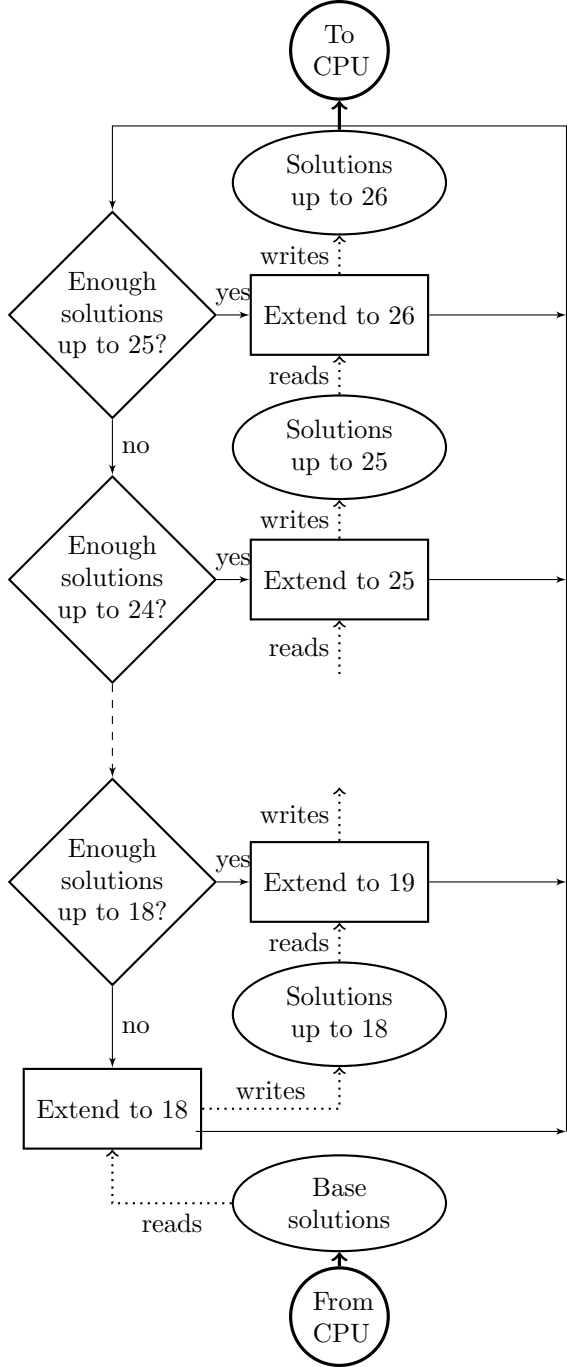 To
CPU
Solutions
up to 26
writes
Enough
solutions
up to 25?
yes
Extend to 26
reads
no
Solutions
up to 25
writes
Enough
solutions
up to 24?
yes
Extend to 25
reads
writes
Enough
solutions
up to 18?
yes
Extend to 19
reads
no
Solutions
up to 18
Extend to 18
writes
Base
solutions
reads
From
CPU